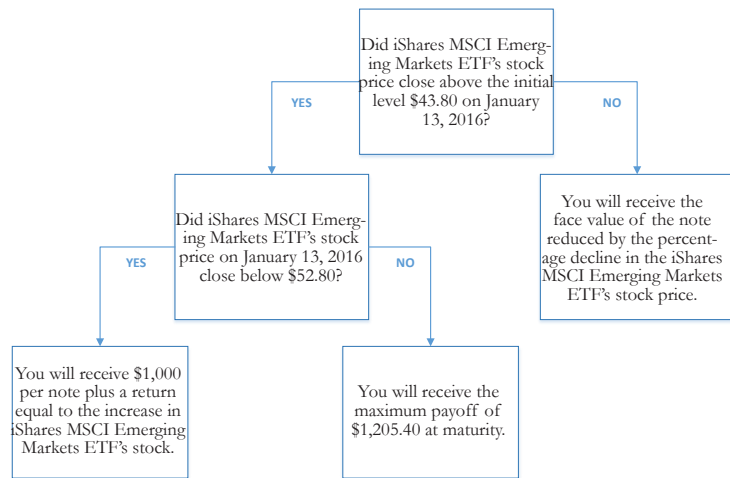 Did iShares MSCI Emerg-
ing Markets ETF's stock
price close above the initial
level $43.80 on January
13, 2016?
YES
NO
Did iShares MSCI Emerg-
ing Markets ETF's stock
price on January 13, 2016
close below $52.80?
You will receive the
face value of the note
reduced by the percent-
age decline in the iShares
MSCI Emerging Markets
ETF's stock price.
YES
NO
You will receive $1,000
per note plus a return
equal to the increase in
iShares MSCI Emerging
Markets ETF's stock.
You will receive the
maximum payoff of
$1,205.40 at maturity.